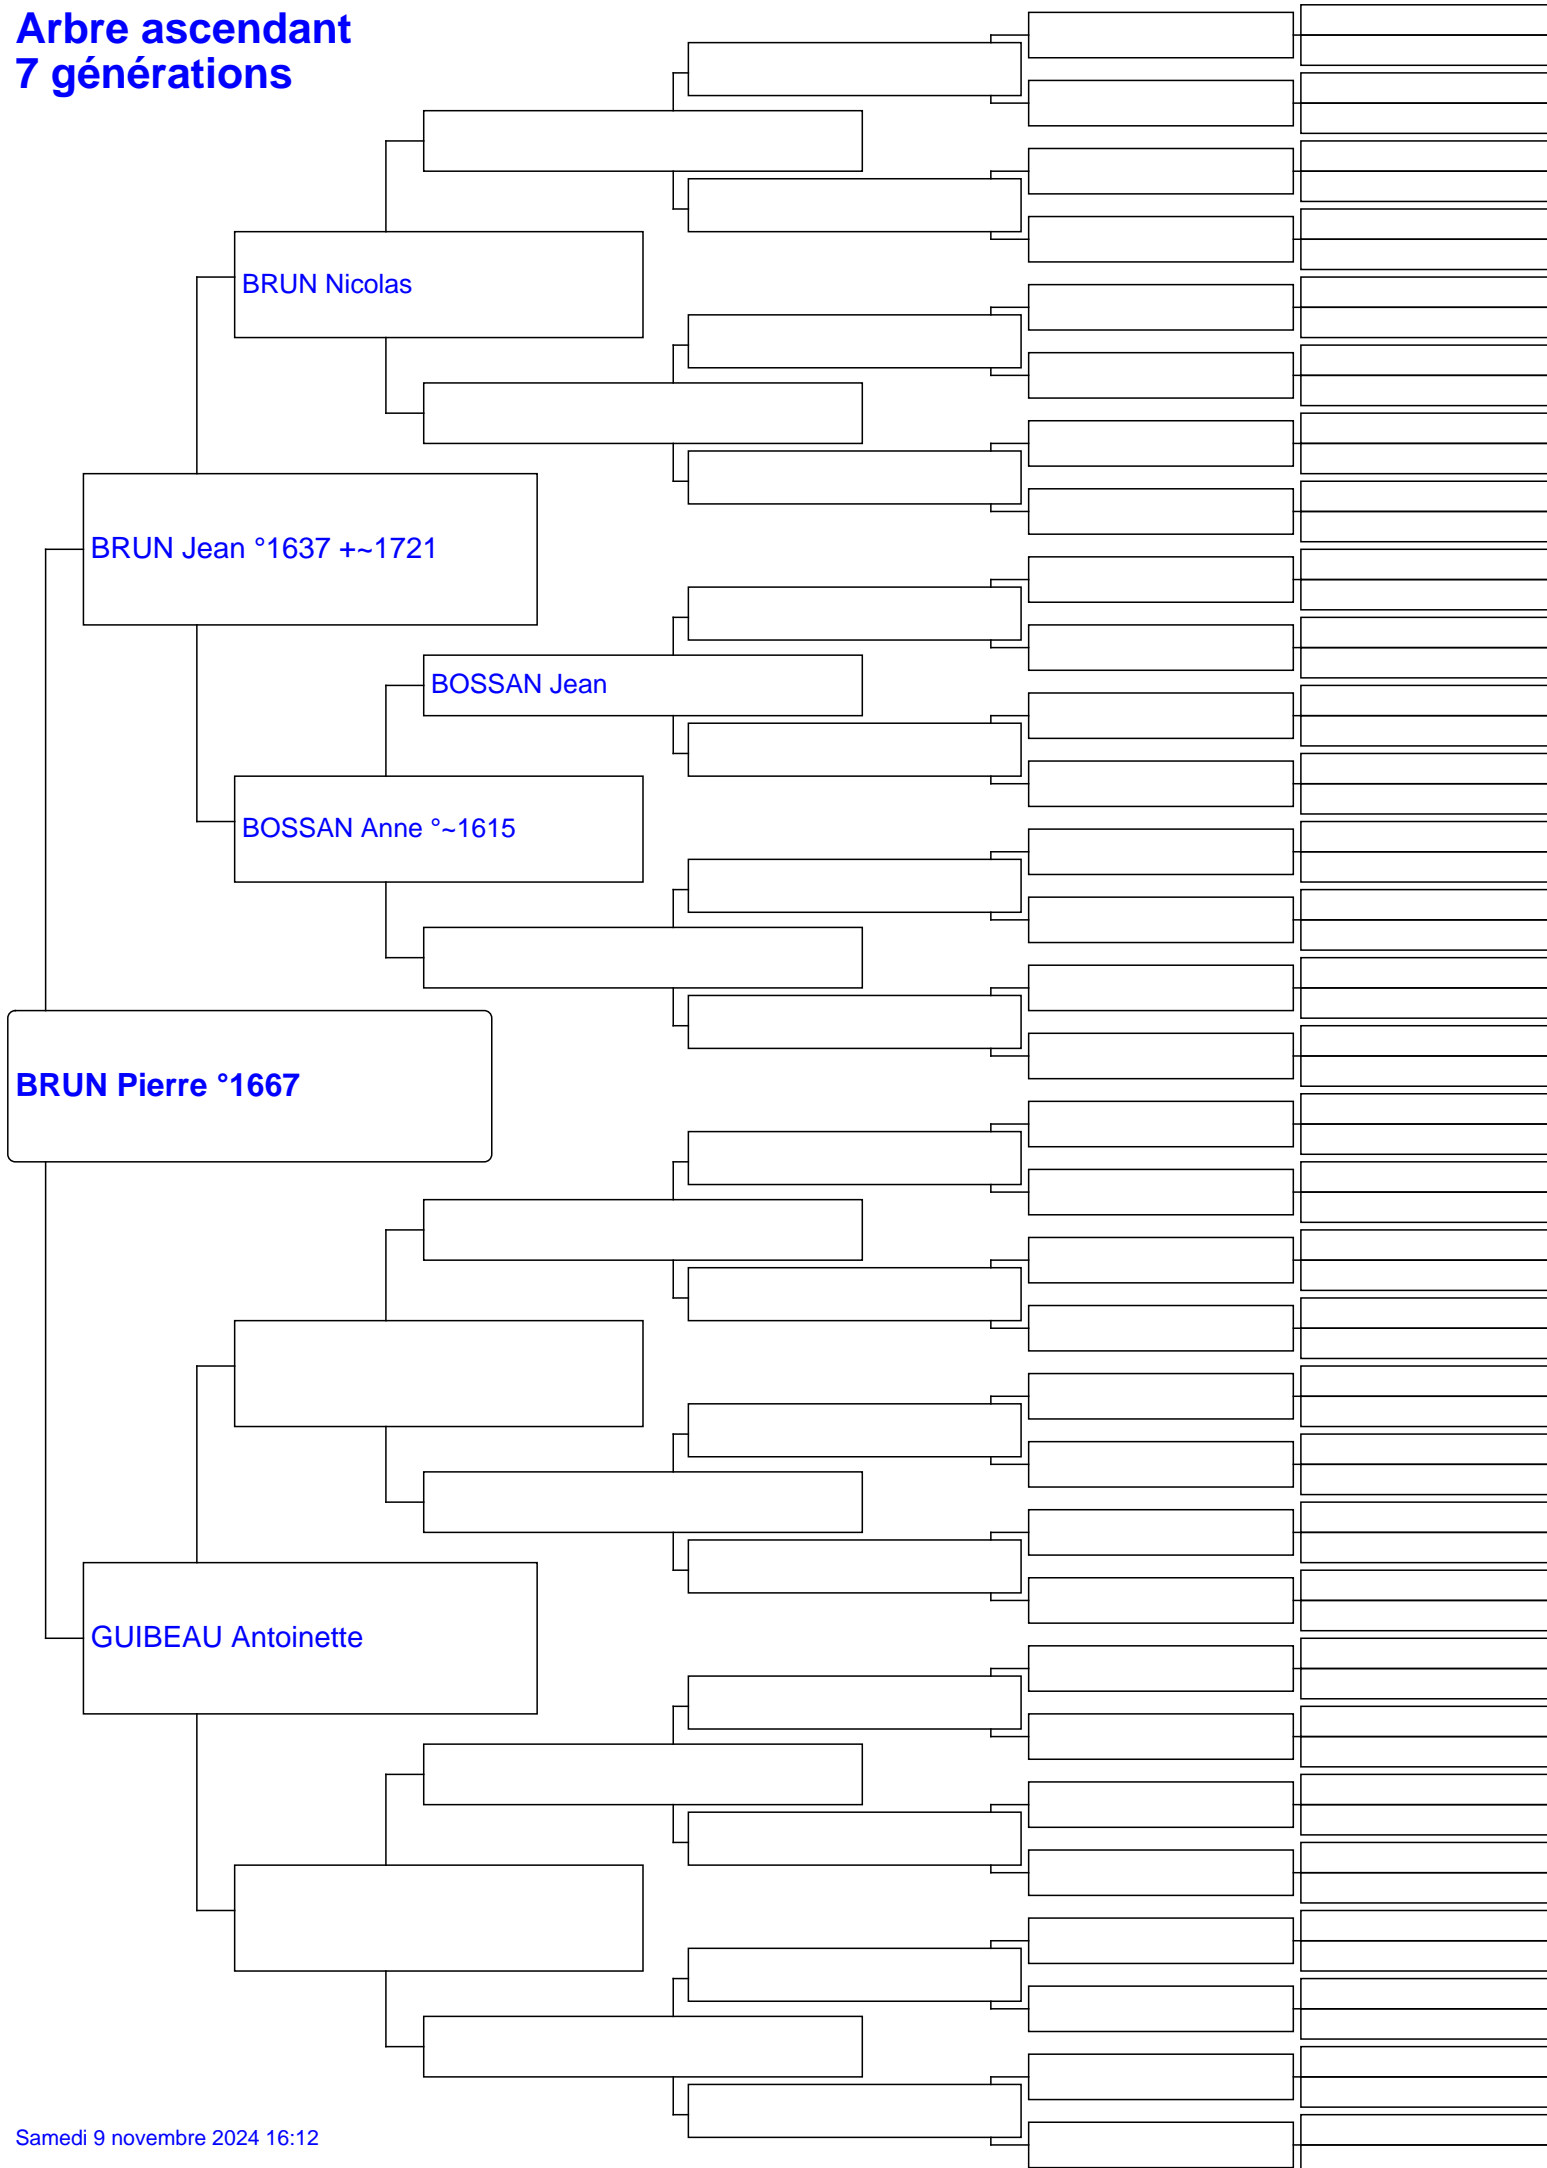 Arbre ascendant
7 générations
BRUN Nicolas
BRUN Jean °1637 +~1721
BOSSAN Jean
BOSSAN Anne °~1615
BRUN Pierre °1667
GUIBEAU Antoinette
Samedi 9 novembre 2024 16:12